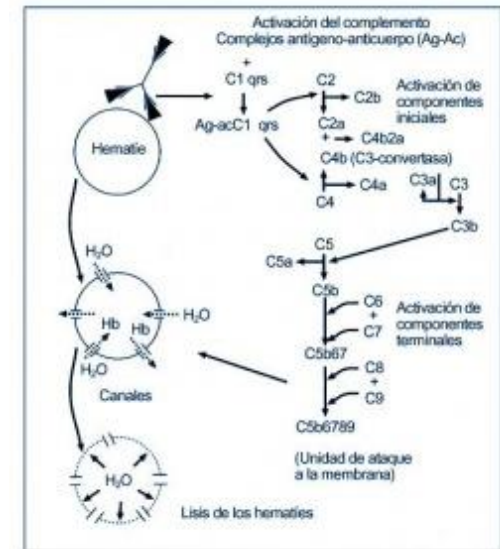 Activación del complemento
Complejos antígeno-anticuerpo (Ag-Ac)
+
C1 qrs
Ag-acC1 qrs
C2
C2b
C2a
+
C4b2a
C4b (C3-convertasa)
C4a
C4
Activación de
componentes
iniciales
C3a
C3
C3b
Hematíe
H₂O
Hb
Hb
H₂O
H₂O
Canales
C5
C5a
C5b
C6
+
C7
C5b67
C8
+
C9
C5b6789
Activación de
componentes
terminales
(Unidad de ataque
a la membrana)
H₂O
Lisis de los hematíes